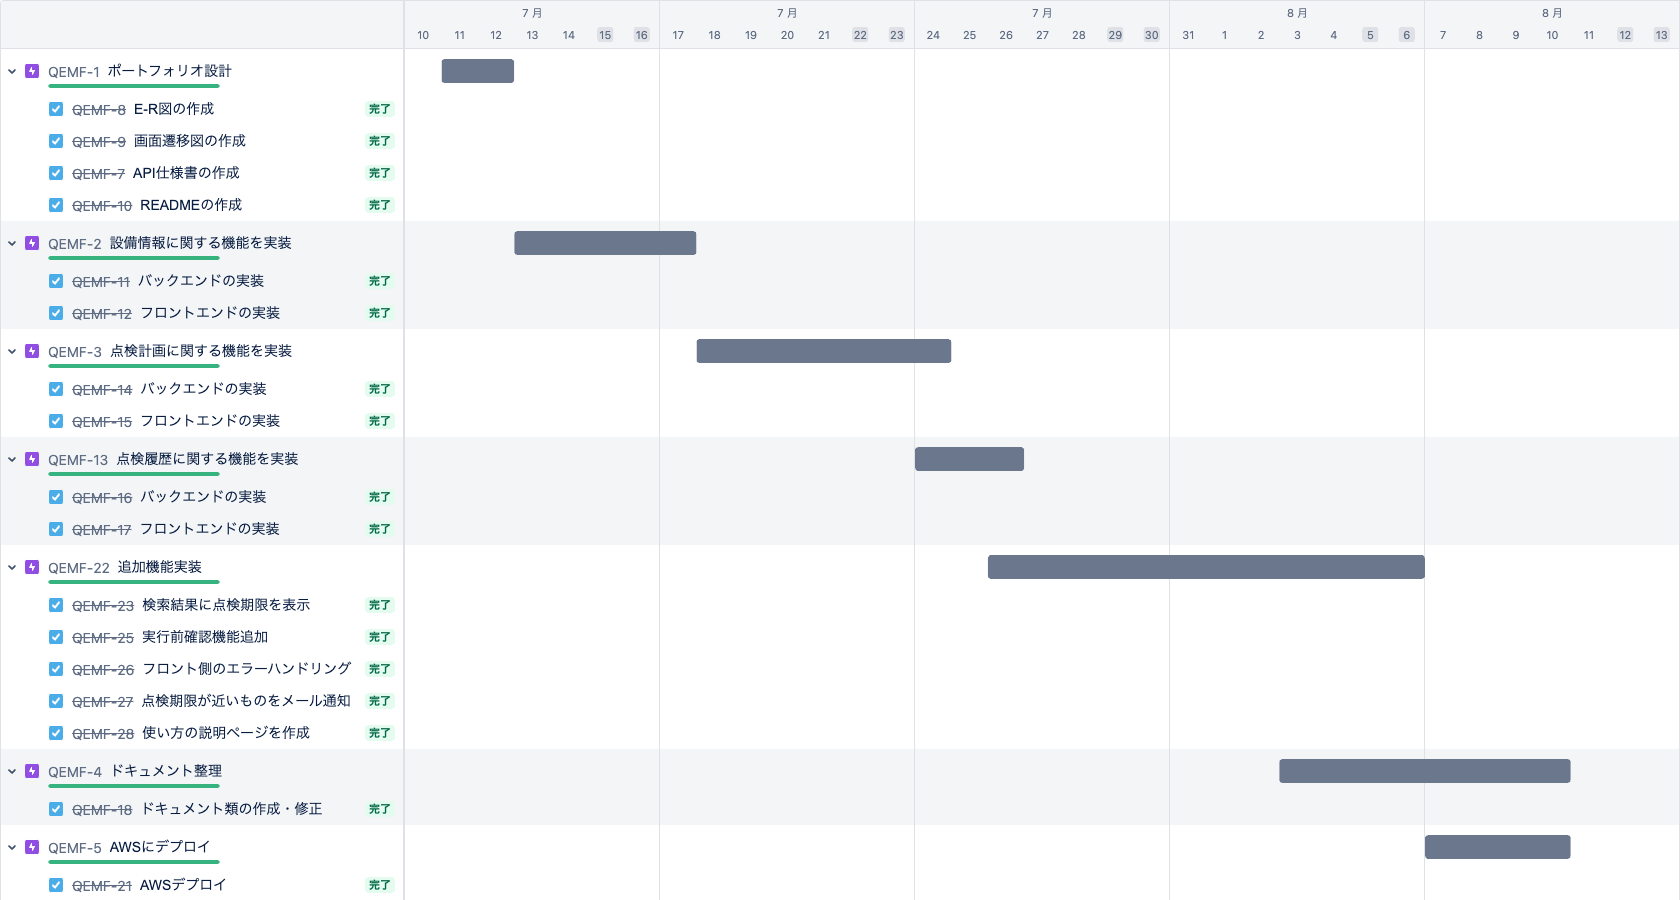 7 月 7 月 7 月 8 月 8 月
10 11 12 13 14 15 16 17 18 19 20 21 22 23 24 25 26 27 28 29 30 31 1 2 3 4 5 6 7 8 9 10 11 12 13
QEMF-1 ポートフォリオ設計
QEMF-8 E-R図の作成 完了
QEMF-9 画面遷移図の作成 完了
QEMF-7 API仕様書の作成 完了
QEMF-10 READMEの作成 完了
QEMF-2 設備情報に関する機能を実装
QEMF-11 バックエンドの実装 完了
QEMF-12 フロントエンドの実装 完了
QEMF-3 点検計画に関する機能を実装
QEMF-14 バックエンドの実装 完了
QEMF-15 フロントエンドの実装 完了
QEMF-13 点検履歴に関する機能を実装
QEMF-16 バックエンドの実装 完了
QEMF-17 フロントエンドの実装 完了
QEMF-22 追加機能実装
QEMF-23 検索結果に点検期限を表示 完了
QEMF-25 実行前確認機能追加 完了
QEMF-26 フロント側のエラーハンドリング 完了
QEMF-27 点検期限が近いものをメール通知 完了
QEMF-28 使い方の説明ページを作成 完了
QEMF-4 ドキュメント整理
QEMF-18 ドキュメント類の作成・修正 完了
QEMF-5 AWSにデプロイ
QEMF-21 AWSデプロイ 完了